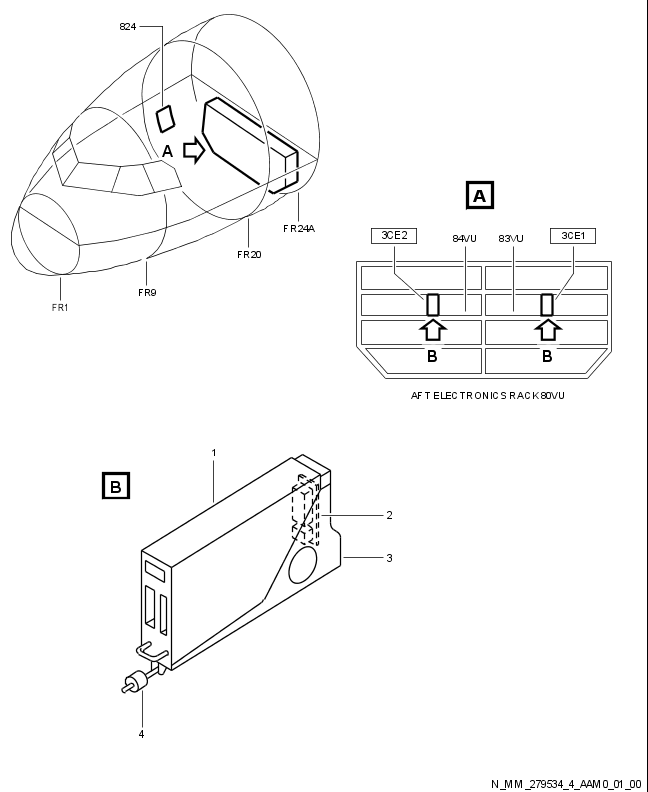 824
A
FR24A
FR20
FR9
FR1
A
3CE2
84VU
83VU
3CE1
B
B
AFT ELECTRONICS RACK 80VU
B
1
2
3
4
N_MM_279534_4_AAM0_01_00